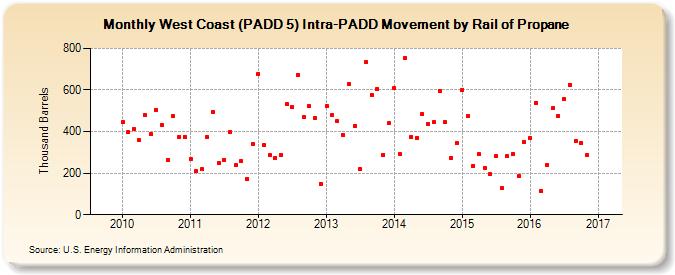 Monthly West Coast (PADD 5) Intra-PADD Movement by Rail of Propane
Thousand Barrels
800
600
400
200
0
2010 2011 2012 2013 2014 2015 2016 2017
Source: U.S. Energy Information Administration